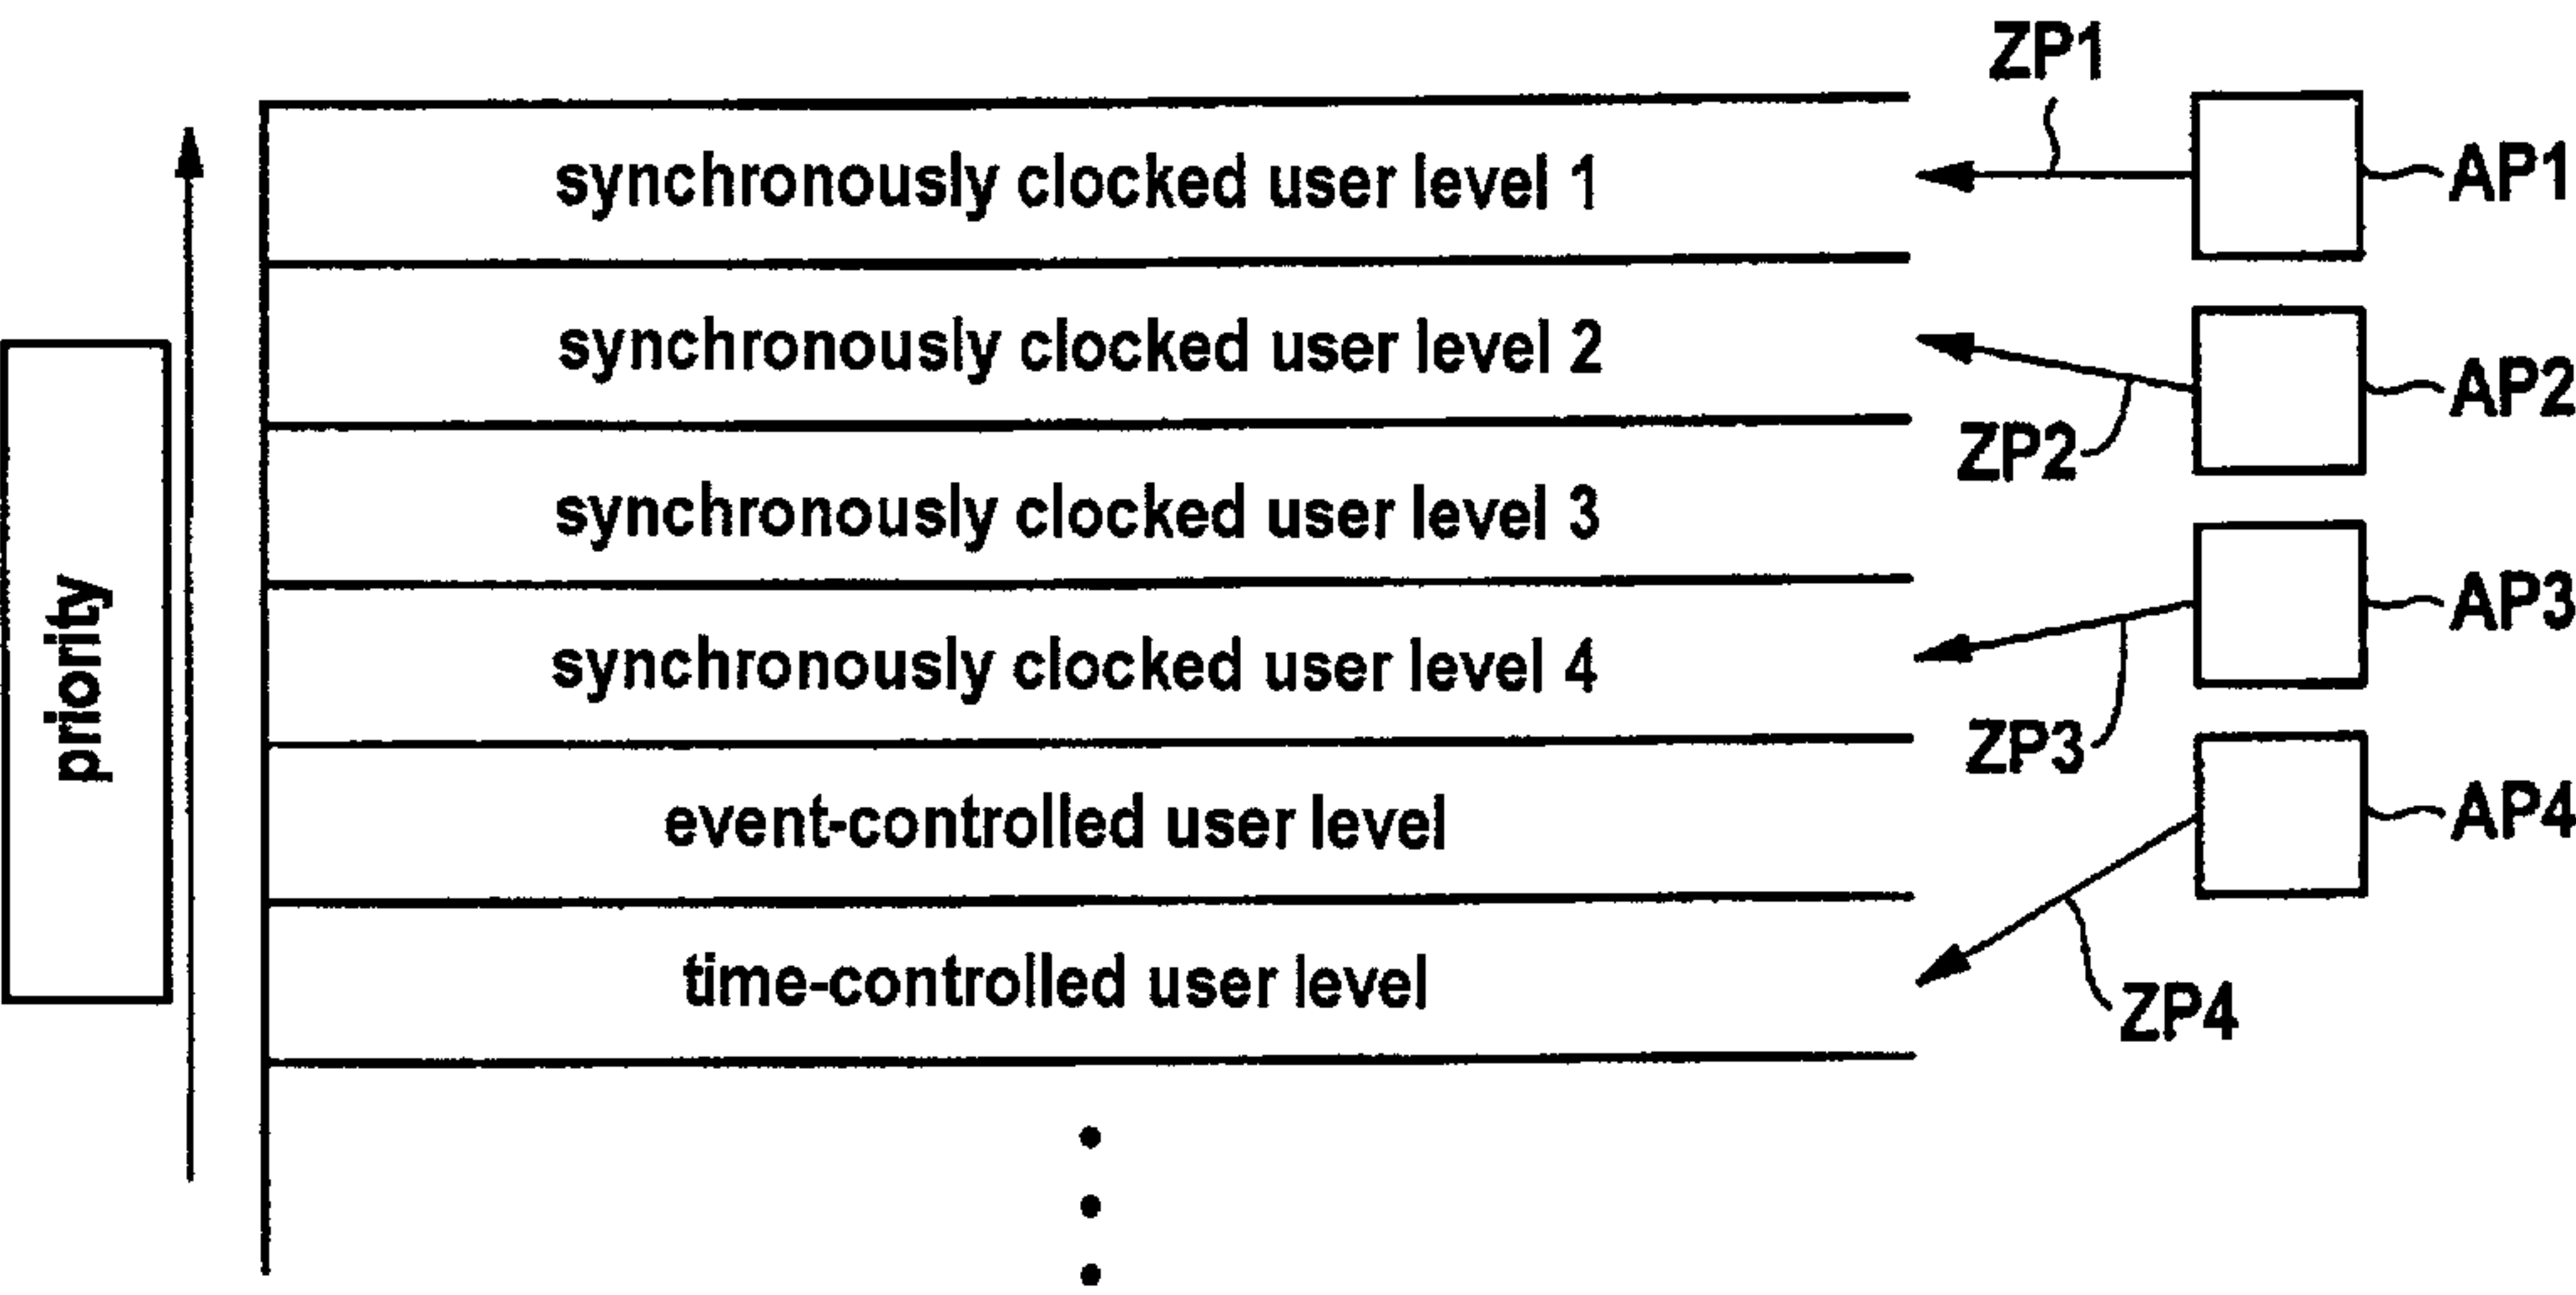 ZP1
synchronously clocked user level 1
AP1
synchronously clocked user level 2
AP2
ZP2
synchronously clocked user level 3
AP3
priority
synchronously clocked user level 4
ZP3
event-controlled user level
AP4
time-controlled user level
ZP4